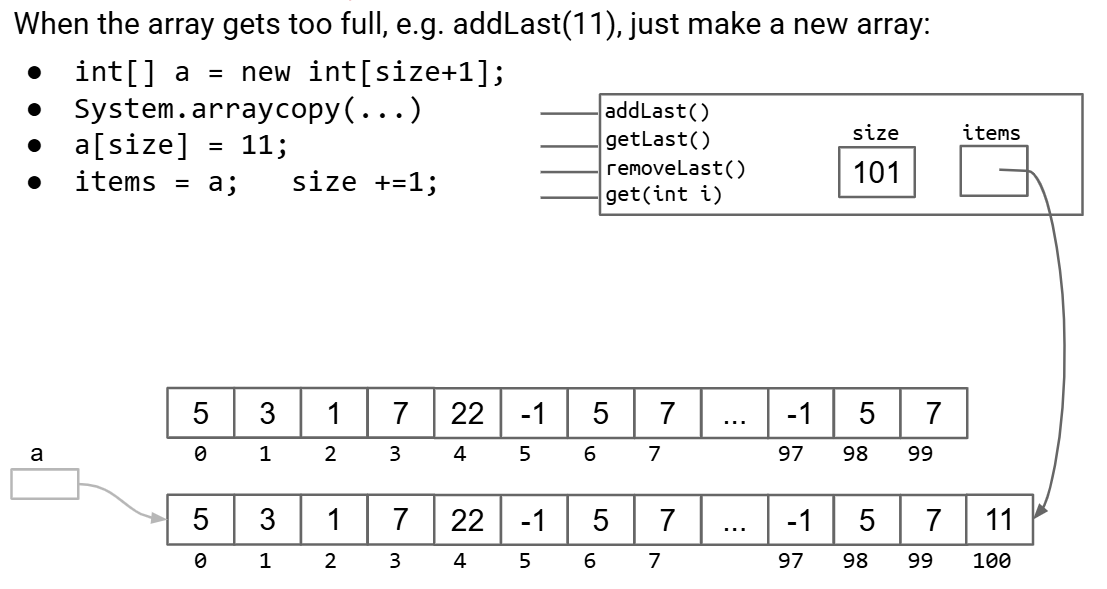 When the array gets too full, e.g. addLast(11), just make a new array:
● int[] a = new int[size+1];
● System.arraycopy(...)
● a[size] = 11;
● items = a;   size +=1;
addLast()
getLast()
removeLast()
get(int i)
size
items
101
5 3 1 7 22 -1 5 7 ... -1 5 7
0 1 2 3 4 5 6 7 97 98 99
a
5 3 1 7 22 -1 5 7 ... -1 5 7 11
0 1 2 3 4 5 6 7 97 98 99 100